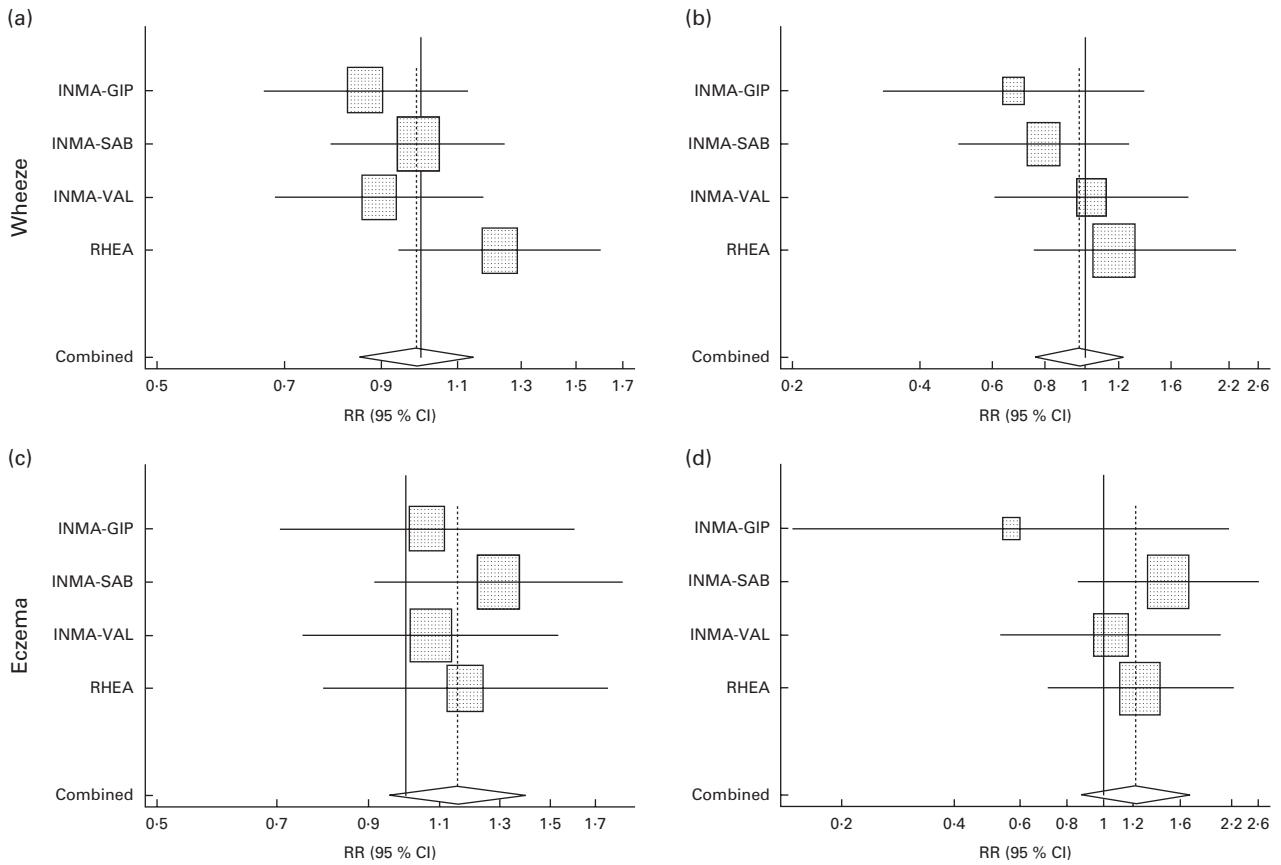 (a)
Wheeze
INMA-GIP
INMA-SAB
INMA-VAL
RHEA
Combined
0·5 0·7 0·9 1·1 1·3 1·5 1·7
RR (95 % CI)
(b)
INMA-GIP
INMA-SAB
INMA-VAL
RHEA
Combined
0·2 0·4 0·6 0·8 1 1·2 1·6 2·2 2·6
RR (95 % CI)
(c)
Eczema
INMA-GIP
INMA-SAB
INMA-VAL
RHEA
Combined
0·5 0·7 0·9 1·1 1·3 1·5 1·7
RR (95 % CI)
(d)
INMA-GIP
INMA-SAB
INMA-VAL
RHEA
Combined
0·2 0·4 0·6 0·8 1 1·2 1·6 2·2 2·6
RR (95 % CI)